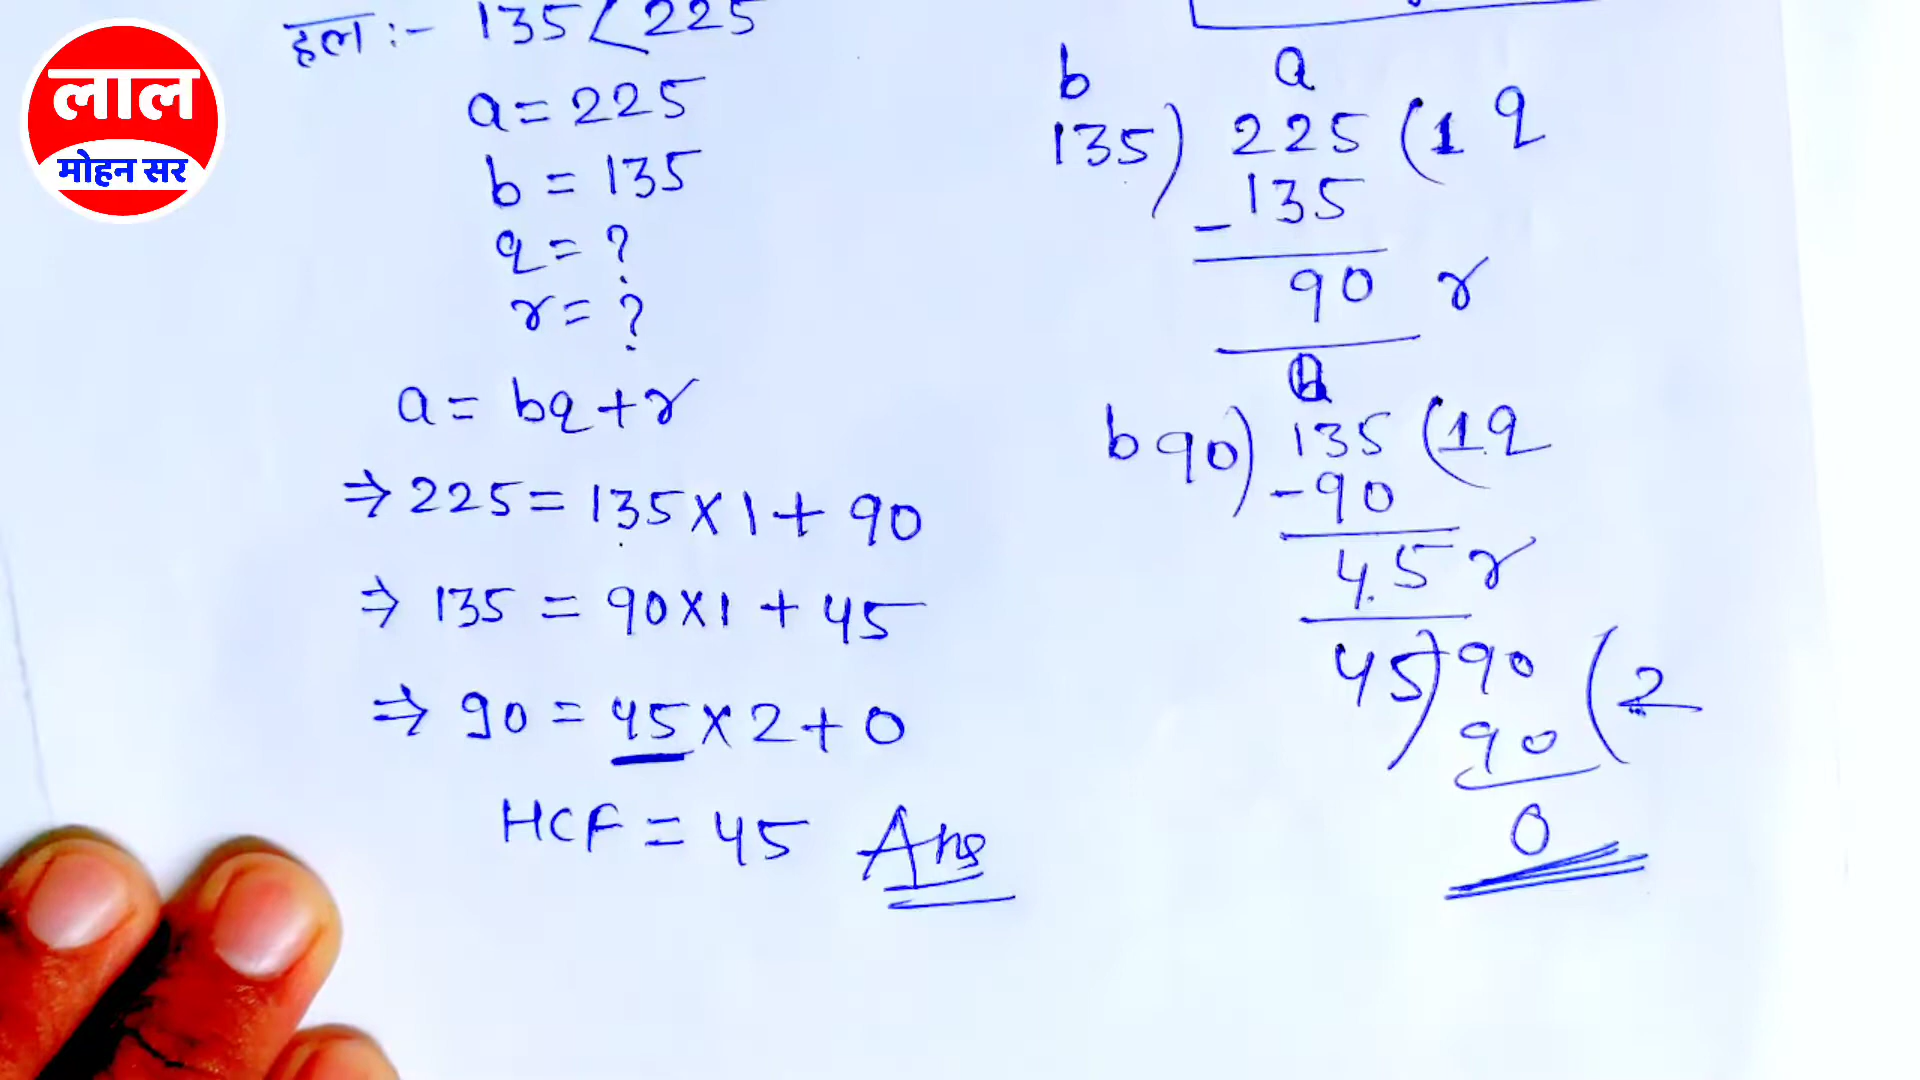 लाल
मोहन सर
हल :- 135 < 225
a = 225
b = 135
q = ?
r = ?
a = bq + r
⇒ 225 = 135 × 1 + 90
⇒ 135 = 90 × 1 + 45
⇒ 90 = 45 × 2 + 0
HCF = 45 Ans
b a
135 ) 225 ( 1 q
- 135
90 r
a
b 90 ) 135 ( 1 q
- 90
45 r
45 ) 90 ( 2
90
0